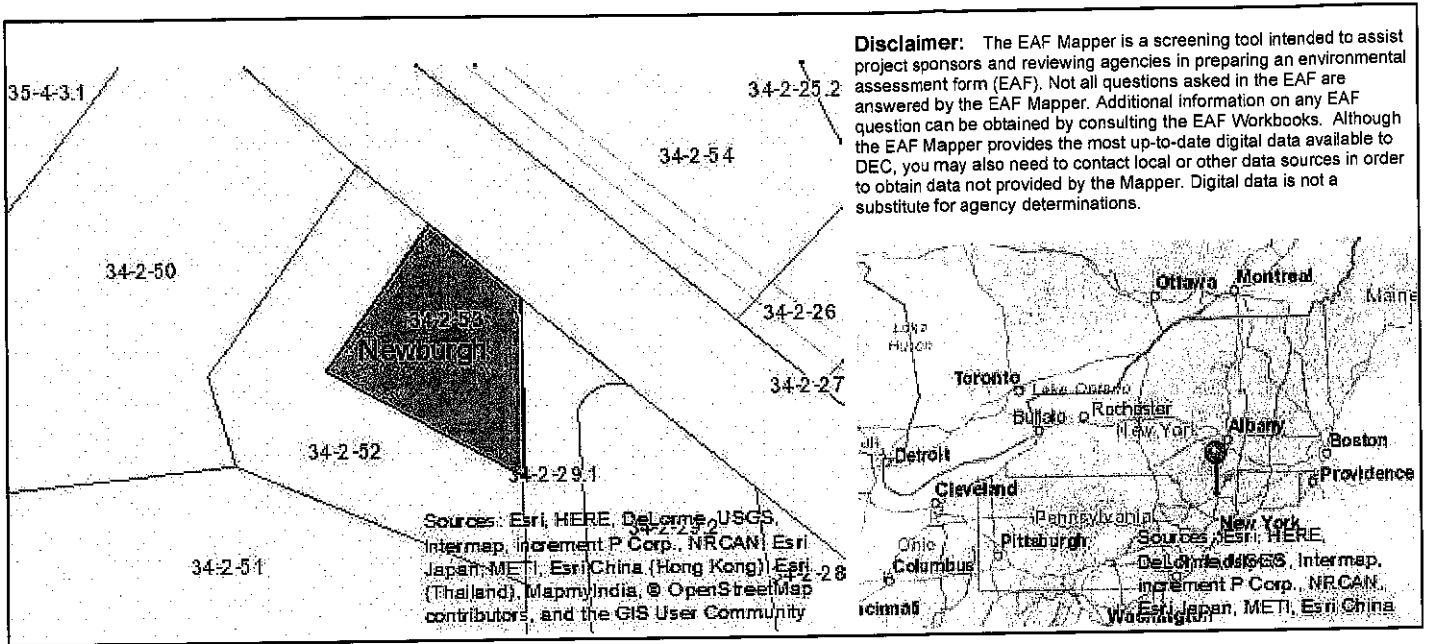 Disclaimer: The EAF Mapper is a screening tool intended to assist
project sponsors and reviewing agencies in preparing an environmental
assessment form (EAF). Not all questions asked in the EAF are
answered by the EAF Mapper. Additional Information on any EAF
question can be obtained by consulting the EAF Workbooks. Although
the EAF Mapper provides the most up-to-date digital data available to
DEC, you may also need to contact local or other data sources in order
to obtain data not provided by the Mapper. Digital data is not a
substitute for agency determinations.
35-4-3.1
34-2-25.2
34-2-54
34-2-50
34-2-26
Newburgh
34-2-27
34-2-52
34-2-29.1
34-2-51
34-2-28
Sources: Esri, HERE, DeLorme, USGS,
Intermap, increment P Corp., NRCAN, Esri
Japan, METI, Esri China (Hong Kong), Esri
(Thailand), MapmyIndia, © OpenStreetMap
contributors, and the GIS User Community
Ottawa
Montreal
Maine
Toronto
Lake Ontario
Buffalo
Rochester
New York
Albany
Boston
Detroit
Providence
Cleveland
Pennsylvania
New York
Ohio
Pittsburgh
Columbus
cinnati
Sources: Esri, HERE,
DeLorme, USGS, Intermap,
increment P Corp., NRCAN,
Esri Japan, METI, Esri China